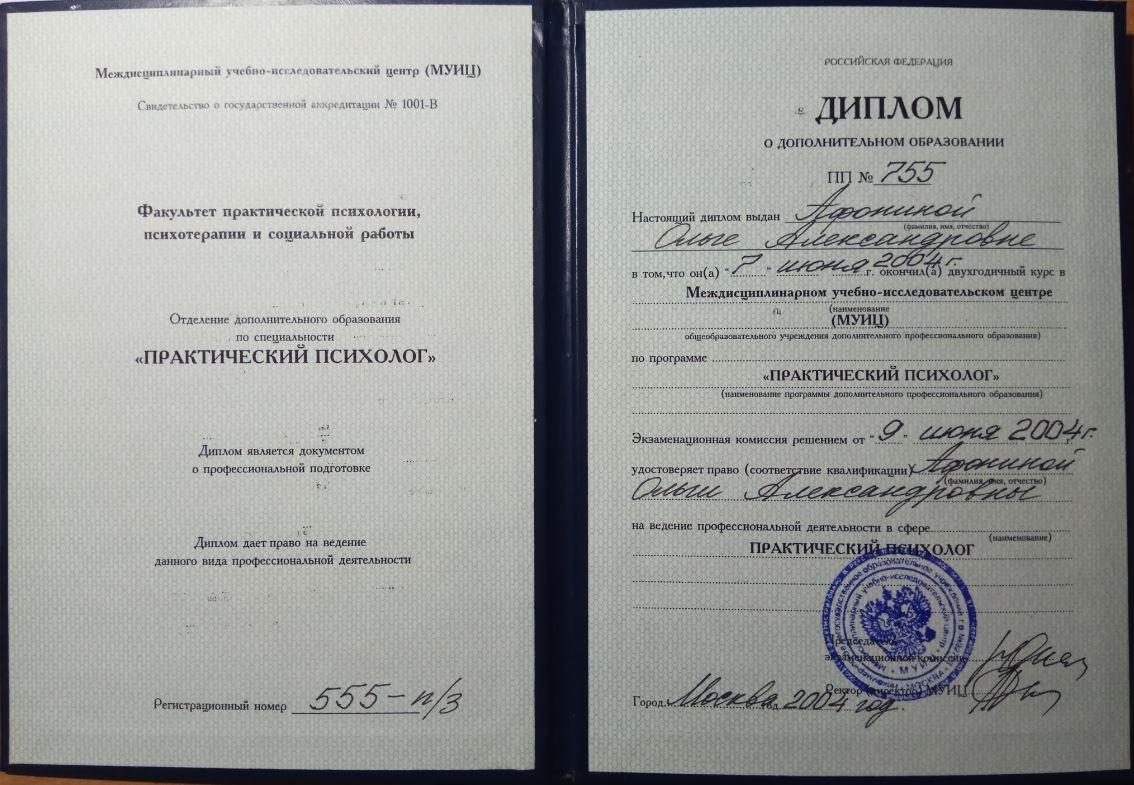 Междисциплинарный учебно-исследовательский центр (МУИЦ)
Свидетельство о государственной аккредитации № 1001-В
Факультет практической психологии,
психотерапии и социальной работы
Отделение дополнительного образования
по специальности
«ПРАКТИЧЕСКИЙ ПСИХОЛОГ»
Диплом является документом
о профессиональной подготовке
Диплом дает право на ведение
данного вида профессиональной деятельности
Регистрационный номер 555-п/з
РОССИЙСКАЯ ФЕДЕРАЦИЯ
ДИПЛОМ
О ДОПОЛНИТЕЛЬНОМ ОБРАЗОВАНИИ
ПП № 755
Настоящий диплом выдан Афониной
(фамилия, имя, отчество)
Ольге Александровне
в том,что он(а) "7" июня 2004г. г. окончил(а) двухгодичный курс в
Междисциплинарном учебно-исследовательском центре
(наименование
(МУИЦ)
общеобразовательного учреждения дополнительного профессионального образования)
по программе
«ПРАКТИЧЕСКИЙ ПСИХОЛОГ»
(наименование программы дополнительного профессионального образования)
Экзаменационная комиссия решением от "9" июня 2004г.
удостоверяет право (соответствие квалификации) Афониной
(фамилия, имя, отчество)
Ольги Александровны
на ведение профессиональной деятельности в сфере
(наименование)
ПРАКТИЧЕСКИЙ ПСИХОЛОГ
Председатель
экзаменационной комиссии
Ректор (директор) МУИЦ
Город Москва год 2004 год.
учебно-исследовательский центр
МУИЦ
МОСКВА